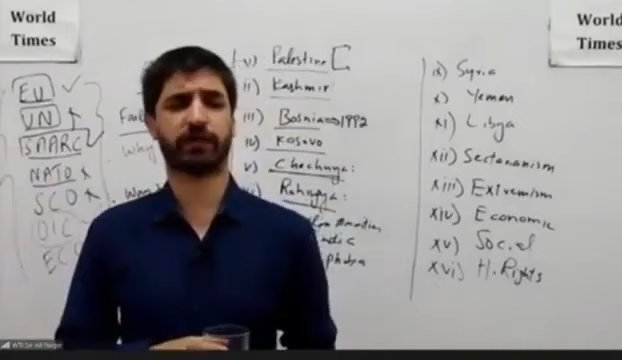 World
Times
World
Times
EU
UN
SAARC
NATO
SCO
OIC
ECO
Why
i) Palestine [
ii) Kashmir
iii) Bosnia 1992
iv) Kosovo
v) Chechnya:
Rohingya:
ix) Syria
x) Yemen
xi) Libya
xii) Sectarianism
xiii) Extremism
xiv) Economic
xv) Social
xvi) H. Rights